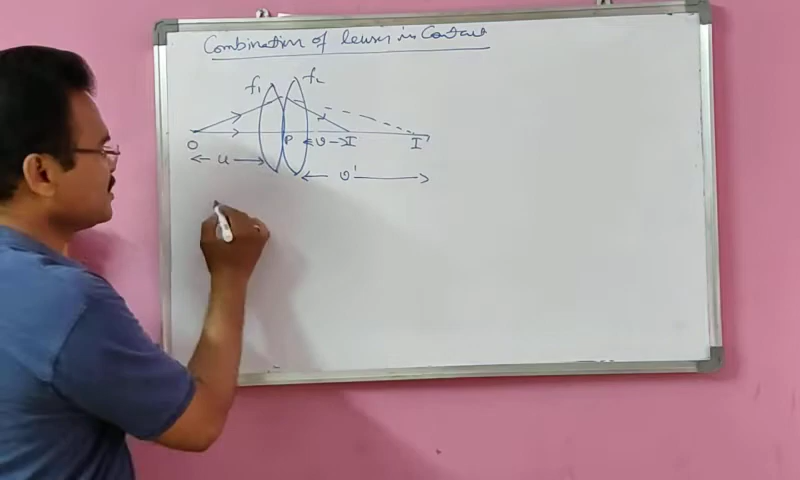 Combination of lenses in Contact
f1 f2
O P v I I'
u v'